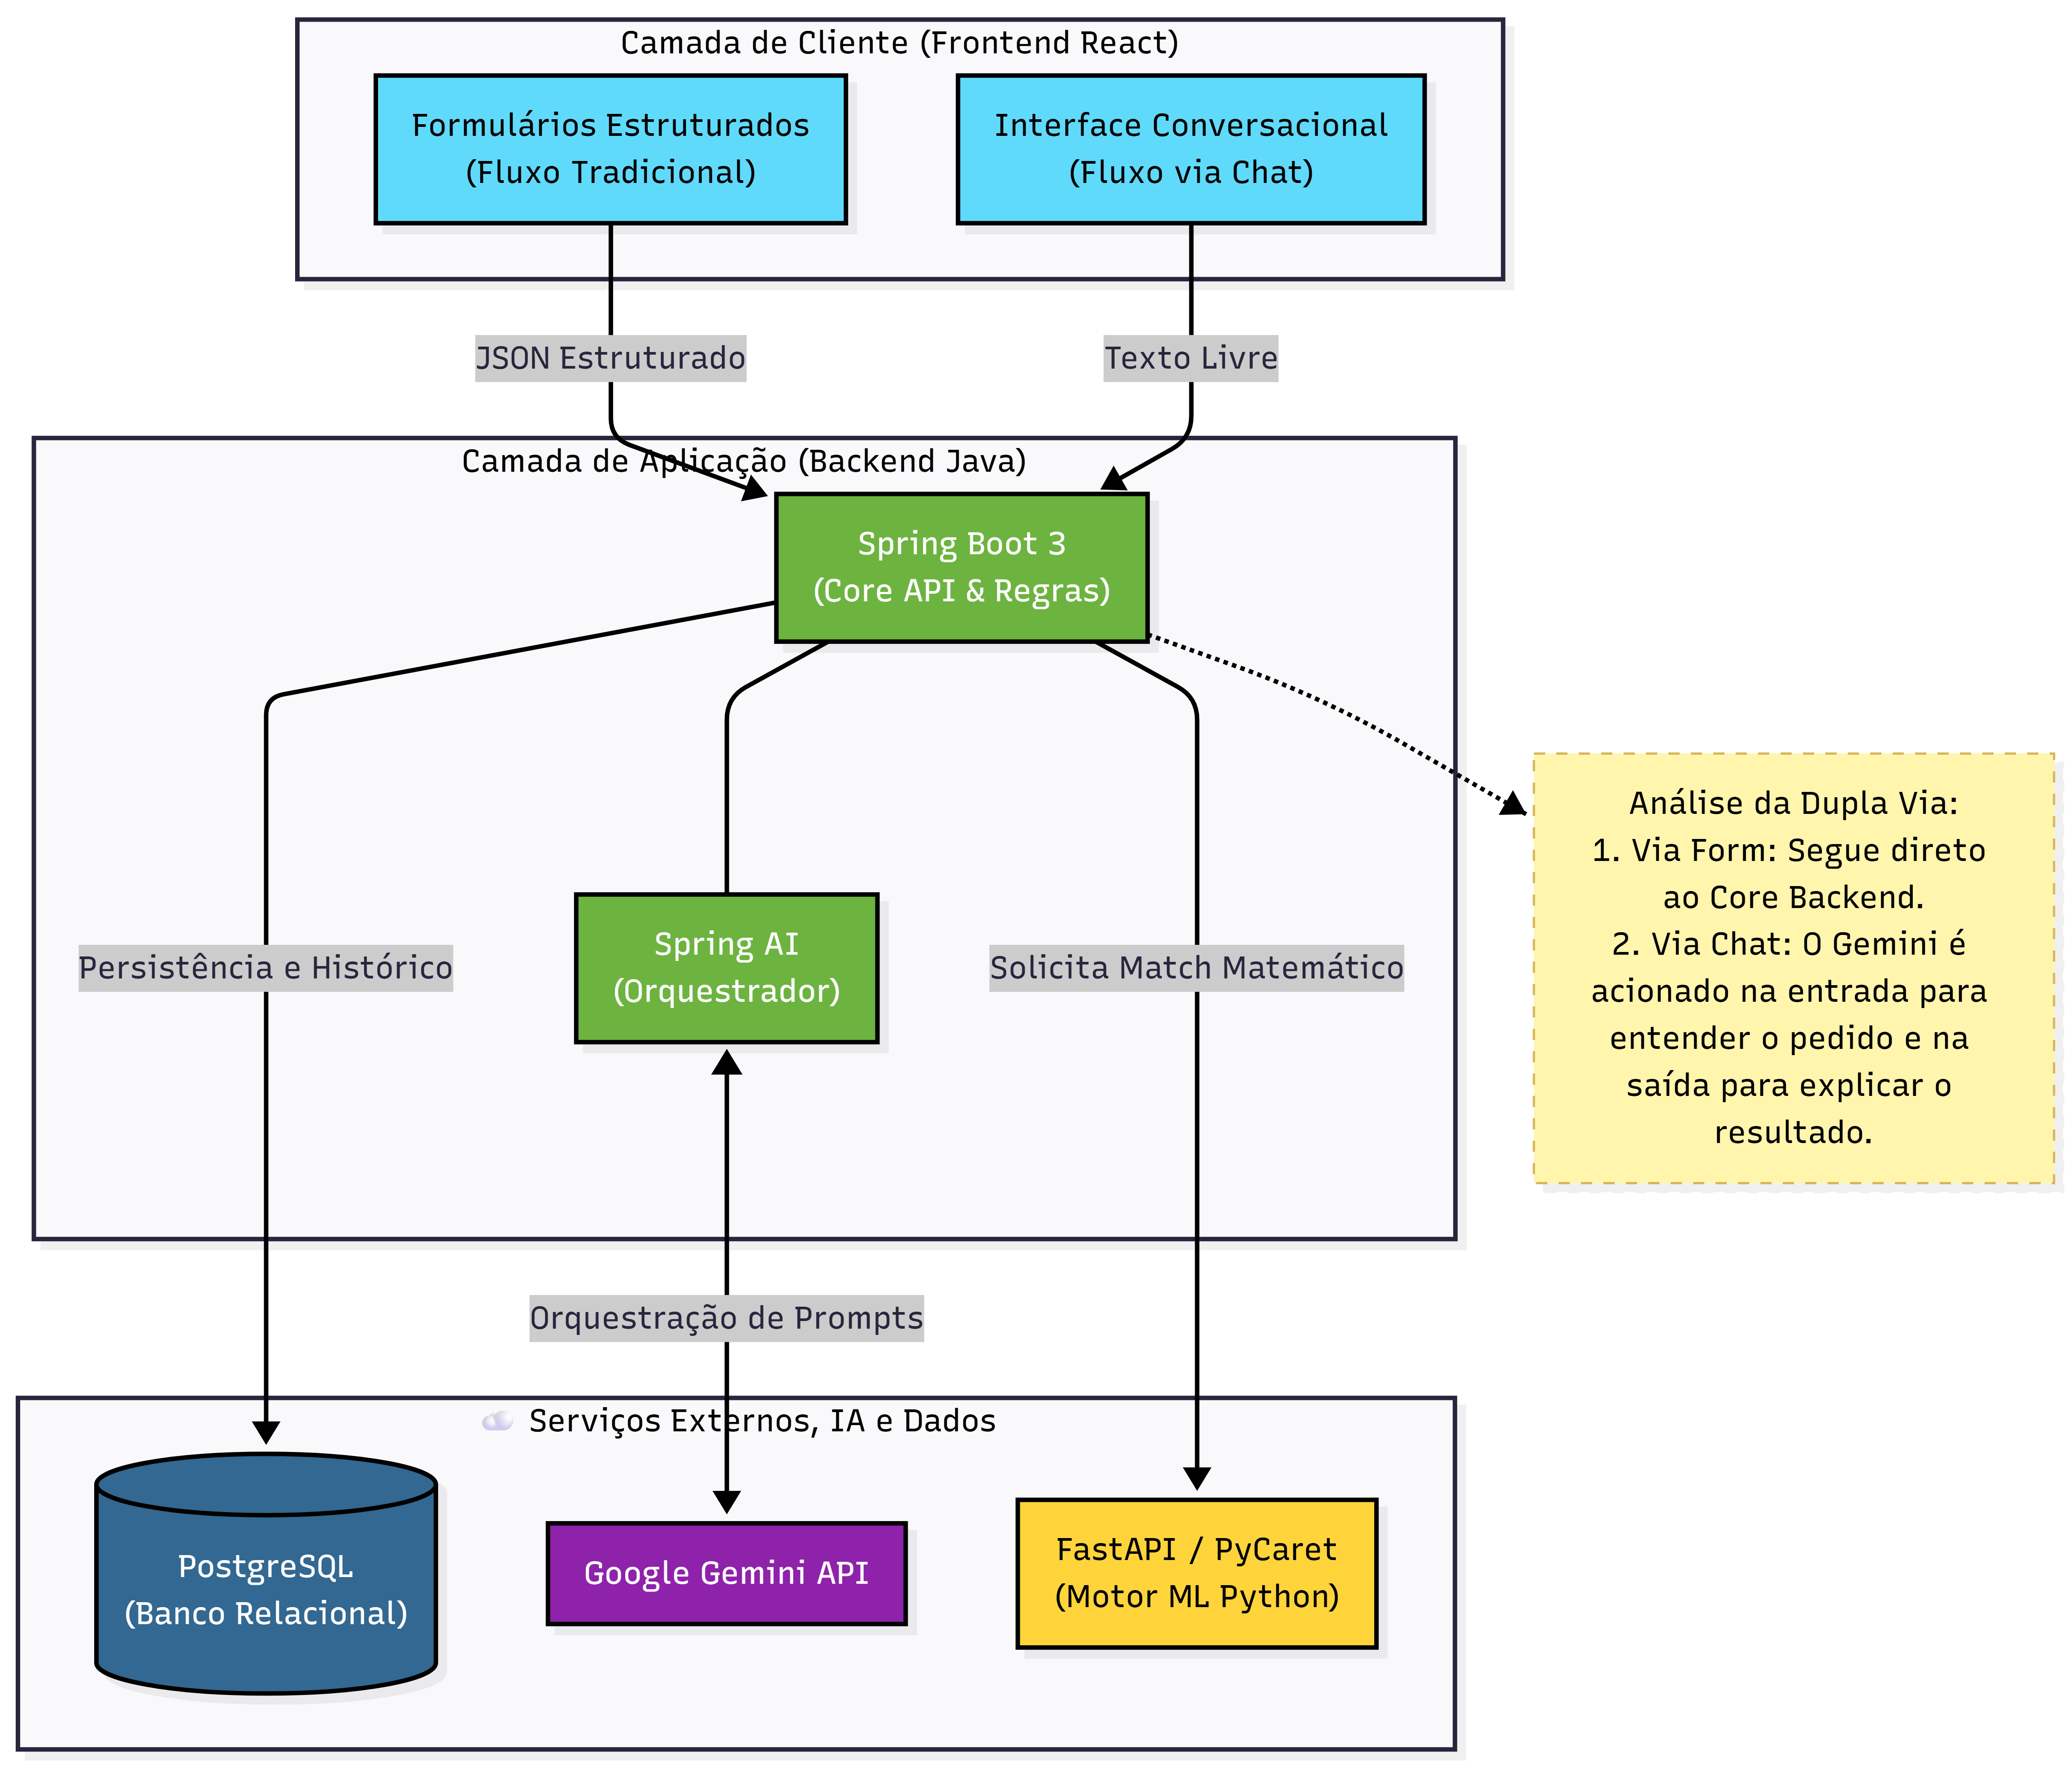 Camada de Cliente (Frontend React)
Formulários Estruturados
(Fluxo Tradicional)
Interface Conversacional
(Fluxo via Chat)
JSON Estruturado
Texto Livre
Camada de Aplicação (Backend Java)
Spring Boot 3
(Core API & Regras)
Análise da Dupla Via:
1. Via Form: Segue direto
ao Core Backend.
2. Via Chat: O Gemini é
acionado na entrada para
entender o pedido e na
saída para explicar o
resultado.
Persistência e Histórico
Spring AI
(Orquestrador)
Solicita Match Matemático
Orquestração de Prompts
Serviços Externos, IA e Dados
PostgreSQL
(Banco Relacional)
Google Gemini API
FastAPI / PyCaret
(Motor ML Python)